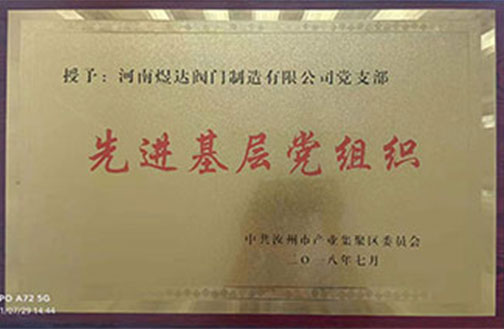 授予：河南煜达阀门制造有限公司党支部
先进基层党组织
中共汝州市产业集聚区委员会
二〇一八年七月
PO A72 5G
1/07/29 14:44